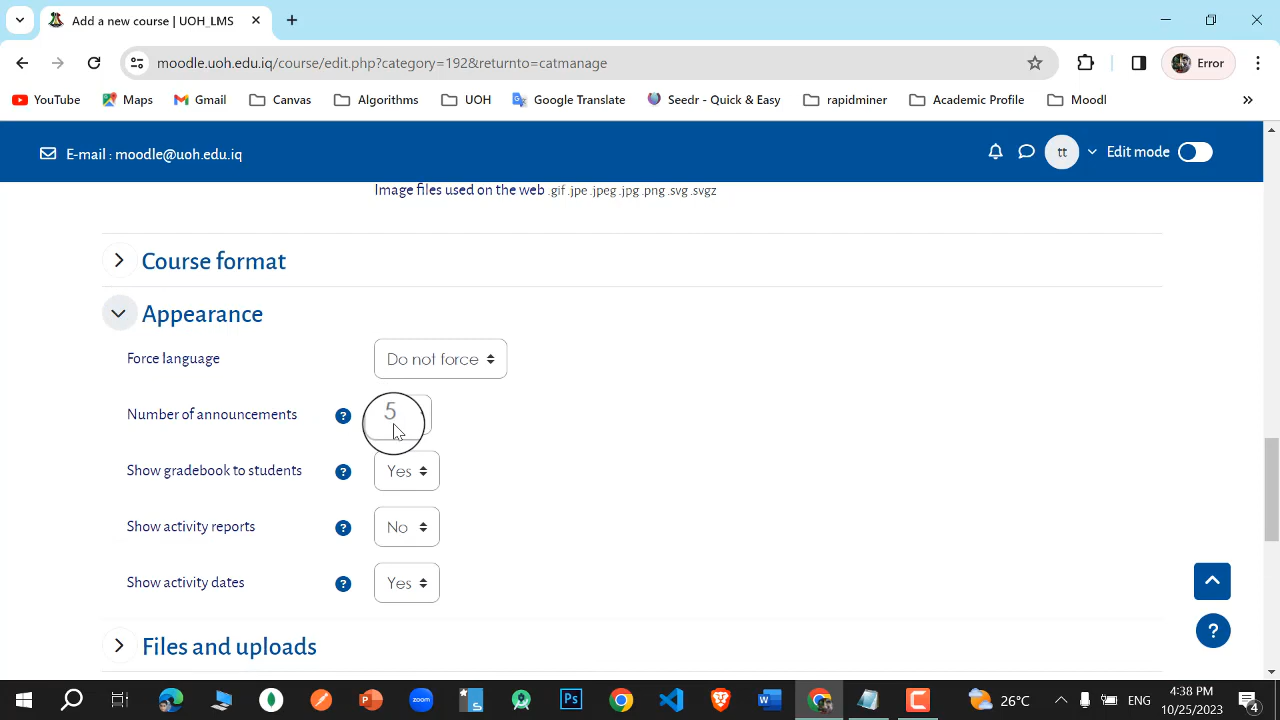 Add a new course | UOH_LMS
moodle.uoh.edu.iq/course/edit.php?category=192&returnto=catmanage
Error
YouTube Maps Gmail Canvas Algorithms UOH Google Translate Seedr - Quick & Easy rapidminer Academic Profile Moodl »
E-mail : moodle@uoh.edu.iq
tt
Edit mode
Image files used on the web .gif .jpe .jpeg .jpg .png .svg .svgz
Course format
Appearance
Force language Do not force
Number of announcements ? 5
Show gradebook to students ? Yes
Show activity reports ? No
Show activity dates ? Yes
Files and uploads
?
zoom S Ps W 26°C ENG 4:38 PM
10/25/2023 4